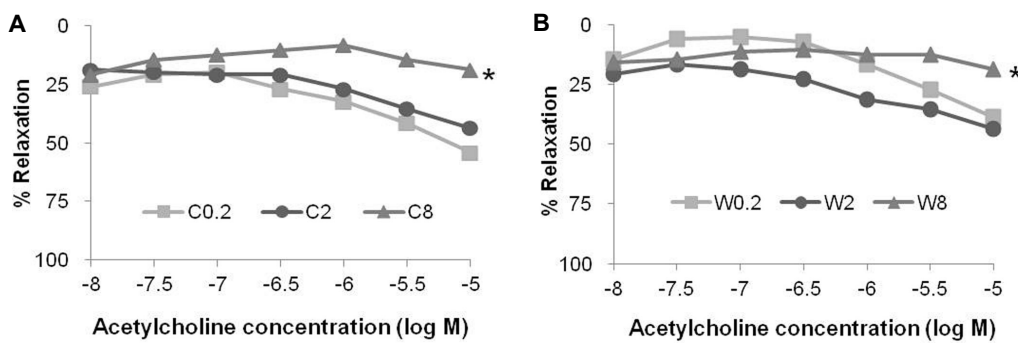 A
0
25
50
75
100
% Relaxation
C0.2 C2 C8
*
-8 -7.5 -7 -6.5 -6 -5.5 -5
Acetylcholine concentration (log M)
B
0
25
50
75
100
% Relaxation
W0.2 W2 W8
*
-8 -7.5 -7 -6.5 -6 -5.5 -5
Acetylcholine concentration (log M)